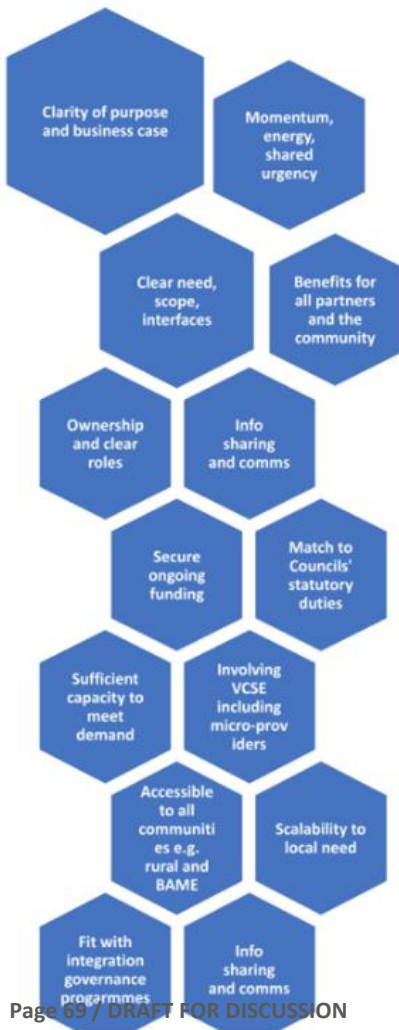 Clarity of purpose
and business case
Momentum,
energy,
shared
urgency
Clear need,
scope,
interfaces
Benefits for
all partners
and the
community
Ownership
and clear
roles
Info
sharing
and comms
Secure
ongoing
funding
Match to
Councils'
statutory
duties
Sufficient
capacity to
meet
demand
Involving
VCSE
including
micro-prov
iders
Accessible
to all
communiti
es e.g.
rural and
BAME
Scalability to
local need
Fit with
integration
governance
progarmmes
Info
sharing
and comms
Page 69 / DRAFT FOR DISCUSSION